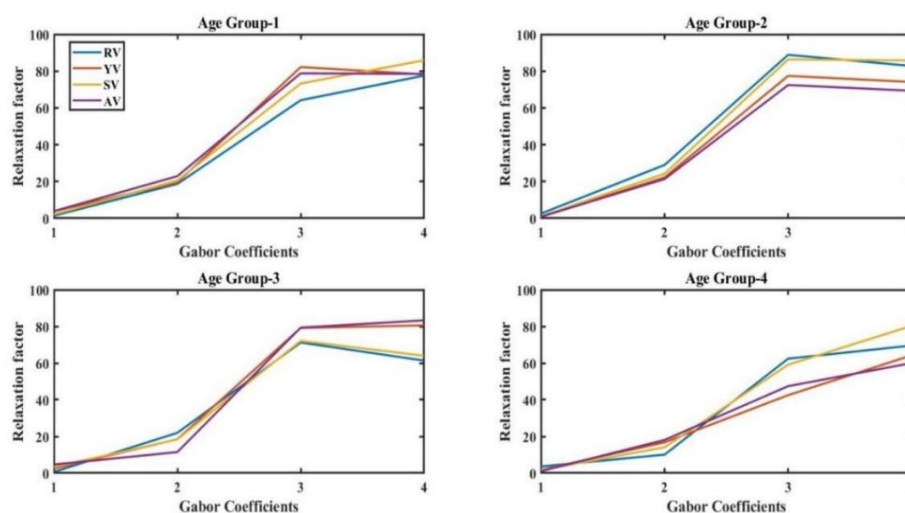 Age Group-1
100
80
60
40
20
0
Relaxation factor
RV
YV
SV
AV
1 2 3 4
Gabor Coefficients
Age Group-2
100
80
60
40
20
0
Relaxation factor
1 2 3
Gabor Coefficients
Age Group-3
100
80
60
40
20
0
Relaxation factor
1 2 3 4
Gabor Coefficients
Age Group-4
100
80
60
40
20
0
Relaxation factor
1 2 3
Gabor Coefficients